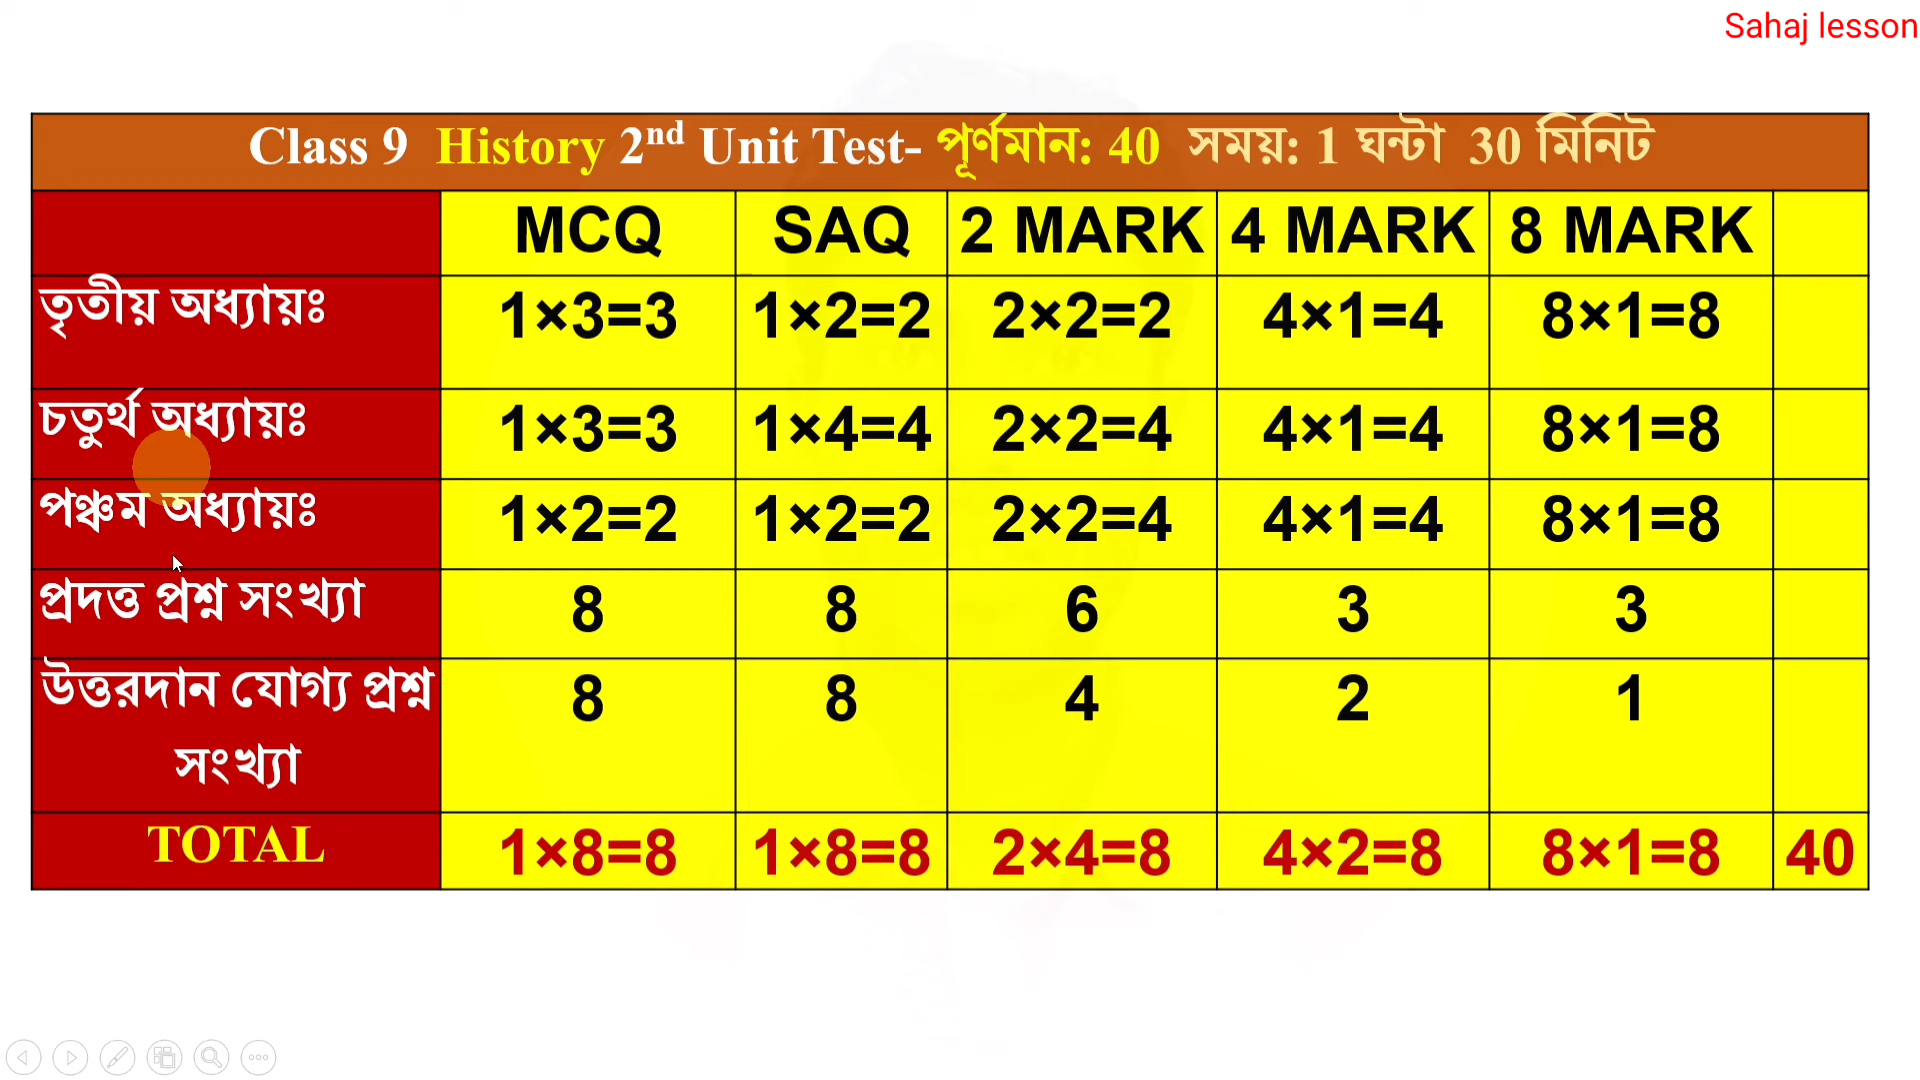 Sahaj lesson
Class 9 History 2nd Unit Test- পূর্ণমান: 40 সময়: 1 ঘন্টা 30 মিনিট
MCQ SAQ 2 MARK 4 MARK 8 MARK
তৃতীয় অধ্যায়ঃ 1×3=3 1×2=2 2×2=2 4×1=4 8×1=8
চতুর্থ অধ্যায়ঃ 1×3=3 1×4=4 2×2=4 4×1=4 8×1=8
পঞ্চম অধ্যায়ঃ 1×2=2 1×2=2 2×2=4 4×1=4 8×1=8
প্রদত্ত প্রশ্ন সংখ্যা 8 8 6 3 3
উত্তরদান যোগ্য প্রশ্ন 8 8 4 2 1
সংখ্যা
TOTAL 1×8=8 1×8=8 2×4=8 4×2=8 8×1=8 40